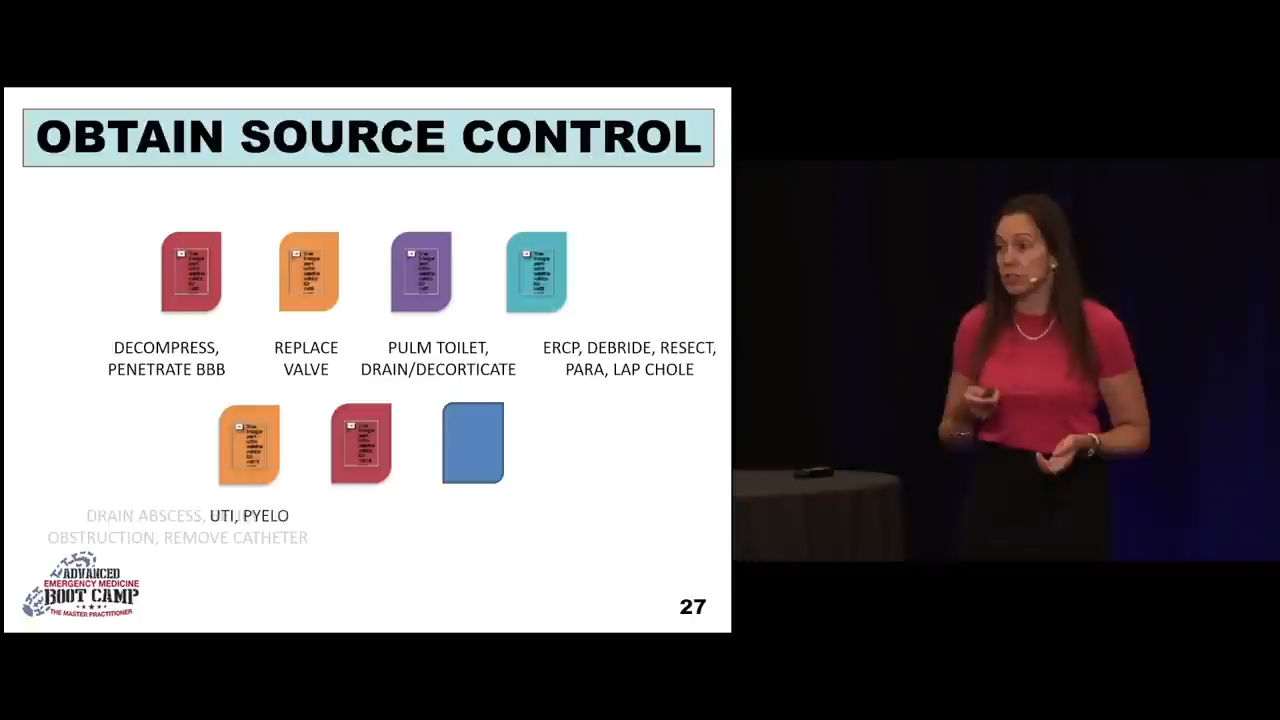 OBTAIN SOURCE CONTROL
DECOMPRESS,
PENETRATE BBB
REPLACE
VALVE
PULM TOILET,
DRAIN/DECORTICATE
ERCP, DEBRIDE, RESECT,
PARA, LAP CHOLE
DRAIN ABSCESS,
UTI, PYELO
OBSTRUCTION, REMOVE CATHETER
ADVANCED
EMERGENCY MEDICINE
BOOT CAMP
THE MASTER PRACTITIONER
27